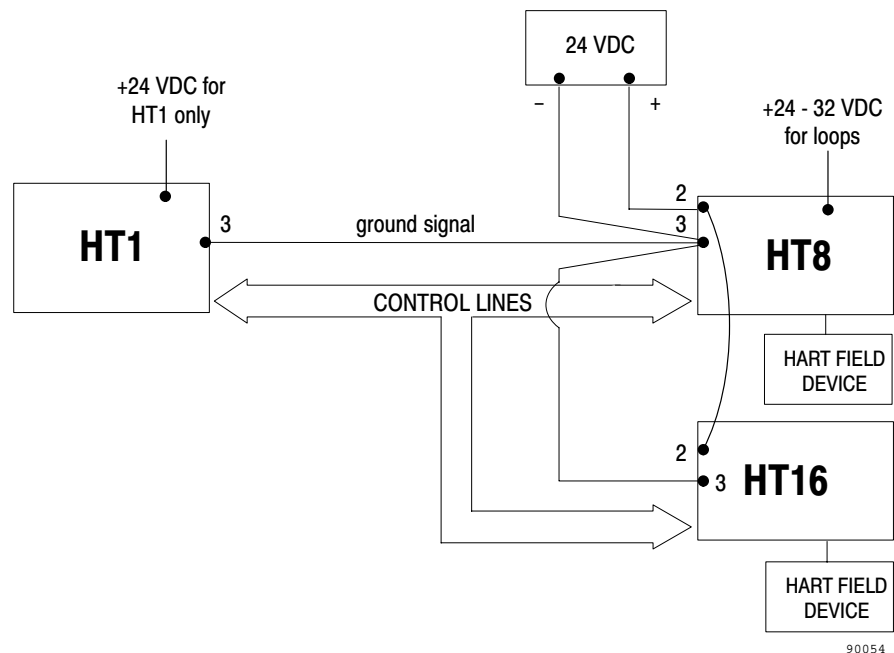 24 VDC
−
+
+24 VDC for
HT1 only
+24 - 32 VDC
for loops
HT1
3
ground signal
2
3
HT8
CONTROL LINES
HART FIELD
DEVICE
2
3
HT16
HART FIELD
DEVICE
90054